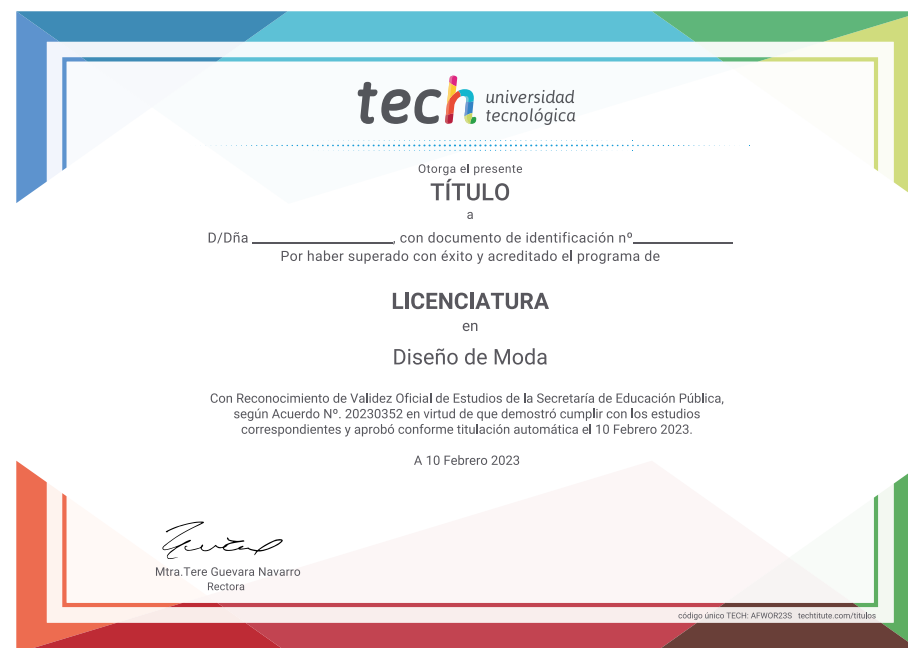 tech universidad
tecnológica
Otorga el presente
TÍTULO
a
D/Dña ____________________, con documento de identificación nº______________
Por haber superado con éxito y acreditado el programa de
LICENCIATURA
en
Diseño de Moda
Con Reconocimiento de Validez Oficial de Estudios de la Secretaría de Educación Pública,
según Acuerdo Nº. 20230352 en virtud de que demostró cumplir con los estudios
correspondientes y aprobó conforme titulación automática el 10 Febrero 2023.
A 10 Febrero 2023
Mtra.Tere Guevara Navarro
Rectora
código único TECH: AFWOR23S techtitute.com/titulos